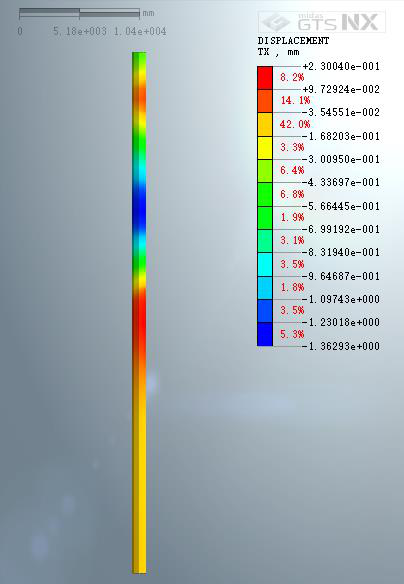 mm
0 5.18e+003 1.04e+004
midas
GTS NX
DISPLACEMENT
TX , mm
+2.30040e-001
8.2%
+9.72924e-002
14.1%
-3.54551e-002
42.0%
-1.68203e-001
3.3%
-3.00950e-001
6.4%
-4.33697e-001
6.8%
-5.66445e-001
1.9%
-6.99192e-001
3.1%
-8.31940e-001
3.5%
-9.64687e-001
1.8%
-1.09743e+000
3.5%
-1.23018e+000
5.3%
-1.36293e+000